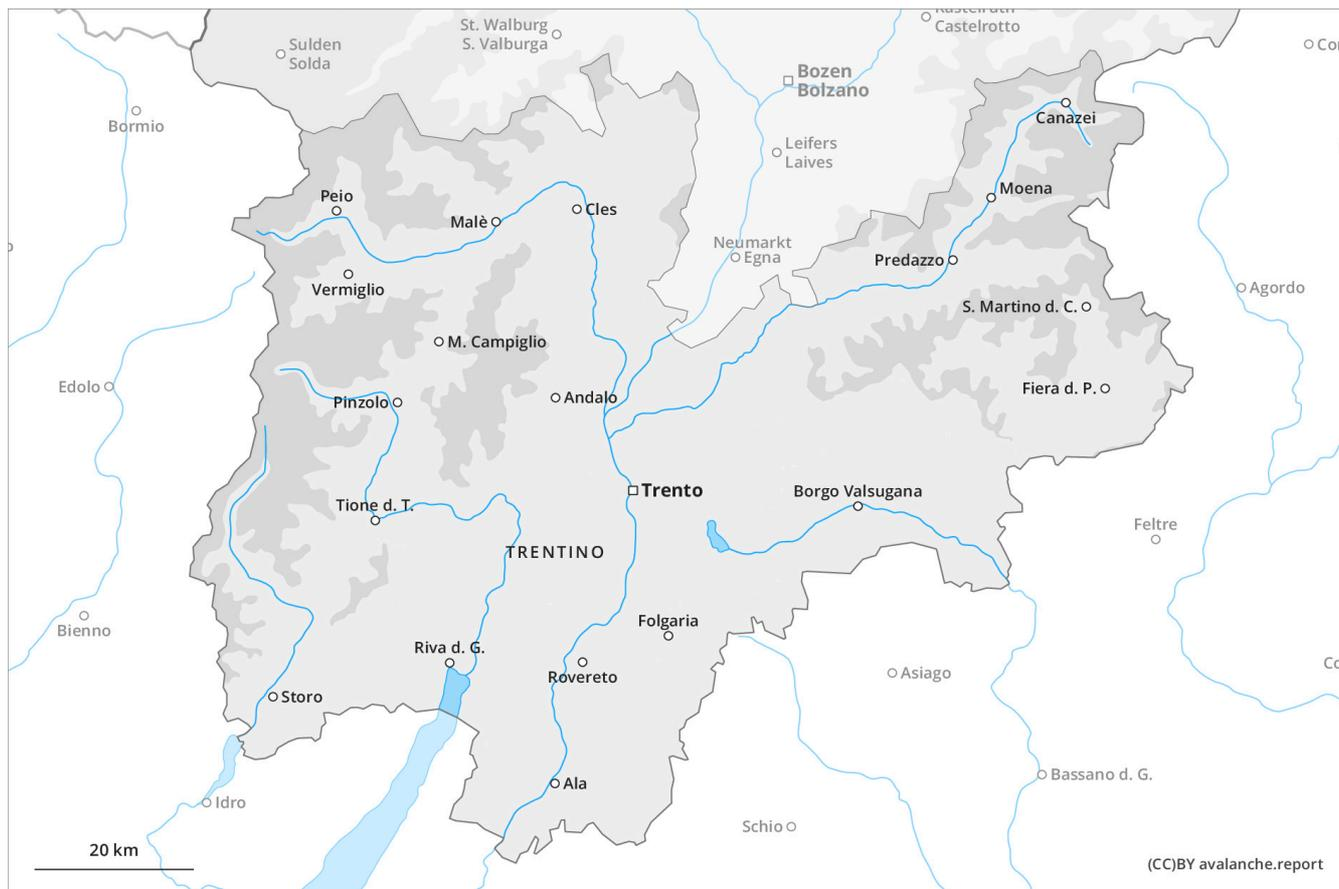 Kastelruth
Castelrotto
St. Walburg
S. Valburga
Sulden
Solda
Bozen
Bolzano
Bormio
Canazei
Leifers
Laives
Moena
Peio
Malè
Cles
Neumarkt
Egna
Predazzo
Vermiglio
Agordo
S. Martino d. C.
M. Campiglio
Edolo
Fiera d. P.
Pinzolo
Andalo
Trento
Borgo Valsugana
Tione d. T.
Feltre
TRENTINO
Folgaria
Bienno
Riva d. G.
Asiago
Rovereto
Storo
Bassano d. G.
Ala
Idro
Schio
20 km
(CC)BY avalanche.report